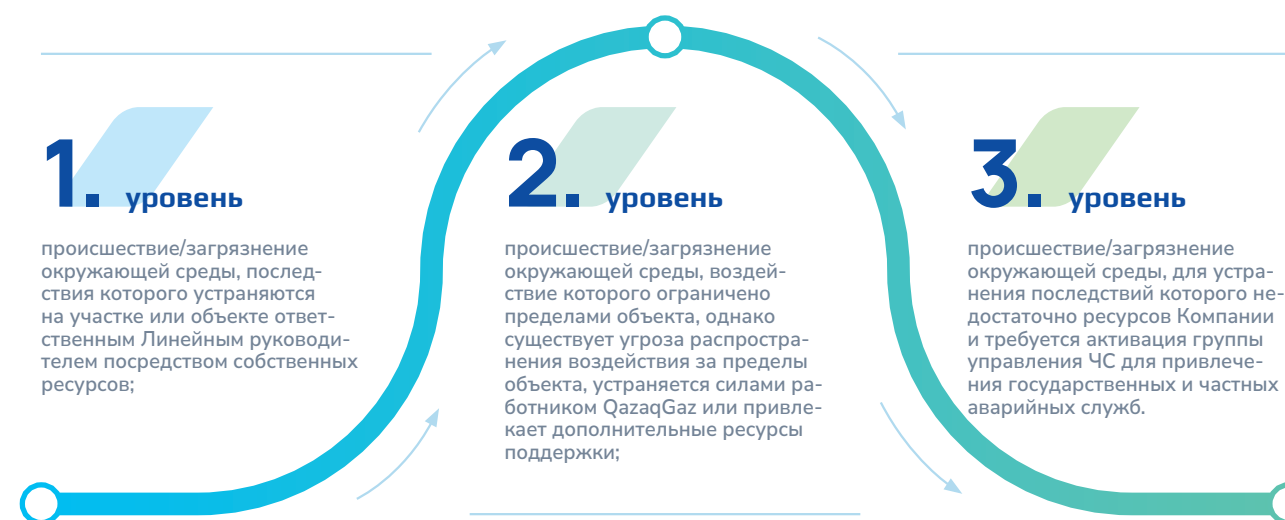 1. уровень
происшествие/загрязнение
окружающей среды, послед-
ствия которого устраняются
на участке или объекте ответ-
ственным Линейным руководи-
телем посредством собственных
ресурсов;
2. уровень
происшествие/загрязнение
окружающей среды, воздей-
ствие которого ограничено
пределами объекта, однако
существует угроза распростра-
нения воздействия за пределы
объекта, устраняется силами ра-
ботником QazaqGaz или привле-
кает дополнительные ресурсы
поддержки;
3. уровень
происшествие/загрязнение
окружающей среды, для устра-
нения последствий которого не-
достаточно ресурсов Компании
и требуется активация группы
управления ЧС для привлече-
ния государственных и частных
аварийных служб.